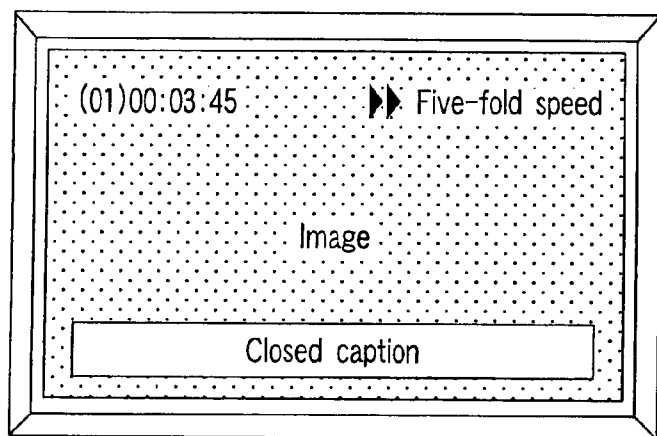 (01)00:03:45 ▶▶ Five-fold speed
Image
Closed caption